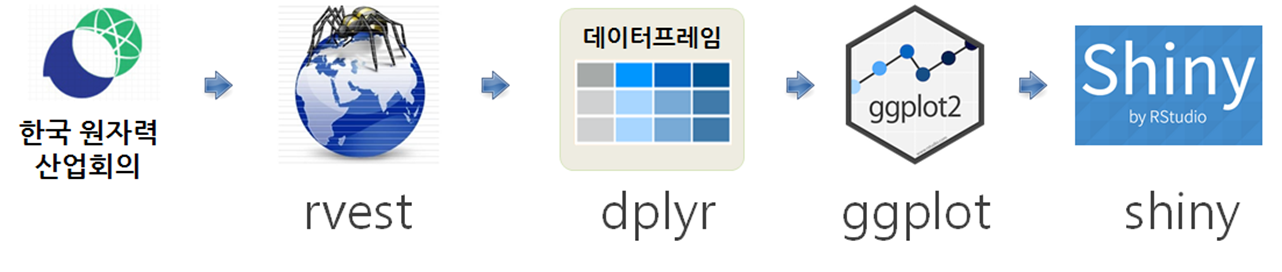 한국 원자력
산업회의
rvest
데이터프레임
dplyr
ggplot2
ggplot
Shiny
by RStudio
shiny